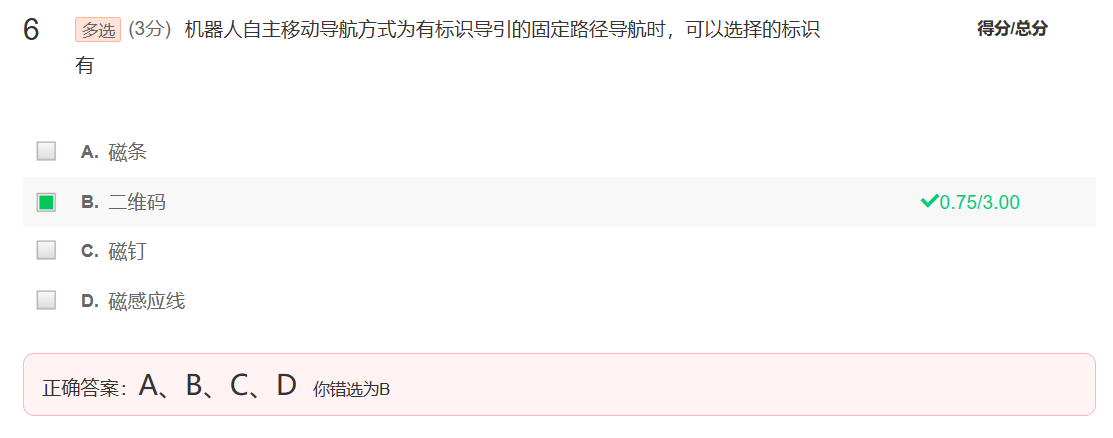 6 多选 (3分) 机器人自主移动导航方式为有标识导引的固定路径导航时，可以选择的标识 得分/总分
有
A. 磁条
B. 二维码 0.75/3.00
C. 磁钉
D. 磁感应线
正确答案：A、B、C、D 你错选为B